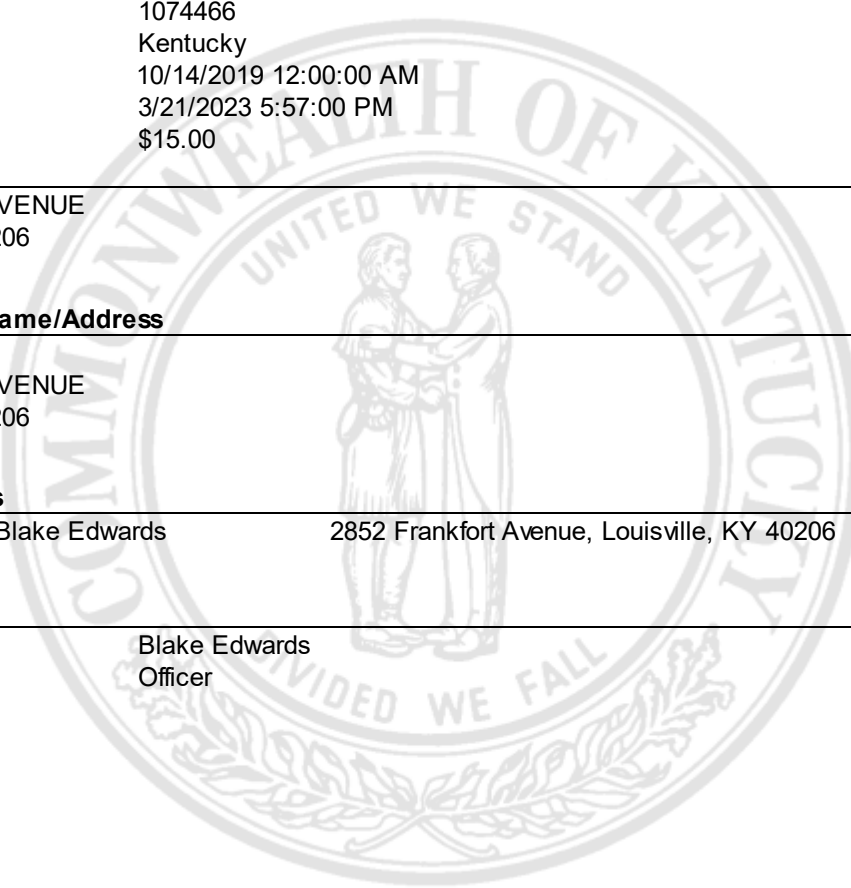 1074466
Kentucky
10/14/2019 12:00:00 AM
3/21/2023 5:57:00 PM
$15.00
VENUE
206
ame/Address
VENUE
206
s
Blake Edwards 2852 Frankfort Avenue, Louisville, KY 40206
Blake Edwards
Officer
COMMONWEALTH OF KENTUCKY
UNITED WE STAND
DIVIDED WE FALL